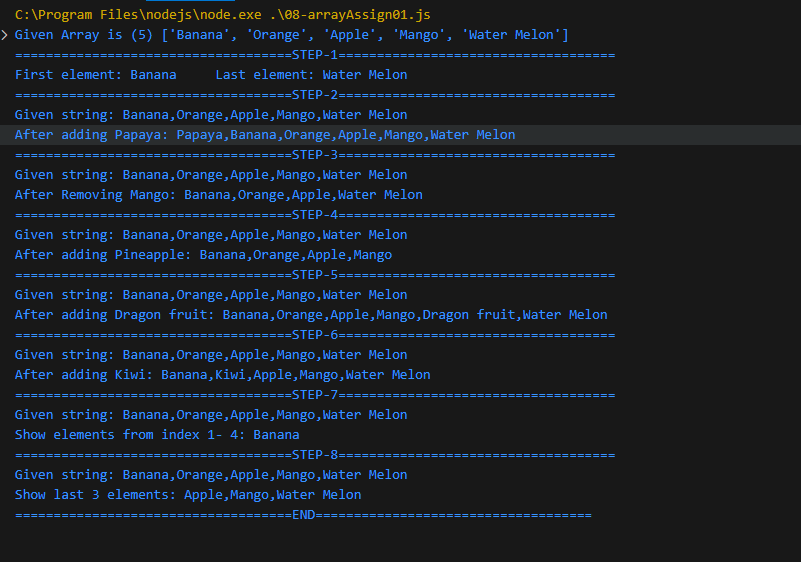 C:\Program Files\nodejs\node.exe .\08-arrayAssign01.js
Given Array is (5) ['Banana', 'Orange', 'Apple', 'Mango', 'Water Melon']
====================================STEP-1====================================
First element: Banana     Last element: Water Melon
====================================STEP-2====================================
Given string: Banana,Orange,Apple,Mango,Water Melon
After adding Papaya: Papaya,Banana,Orange,Apple,Mango,Water Melon
====================================STEP-3====================================
Given string: Banana,Orange,Apple,Mango,Water Melon
After Removing Mango: Banana,Orange,Apple,Water Melon
====================================STEP-4====================================
Given string: Banana,Orange,Apple,Mango,Water Melon
After adding Pineapple: Banana,Orange,Apple,Mango
====================================STEP-5====================================
Given string: Banana,Orange,Apple,Mango,Water Melon
After adding Dragon fruit: Banana,Orange,Apple,Mango,Dragon fruit,Water Melon
====================================STEP-6====================================
Given string: Banana,Orange,Apple,Mango,Water Melon
After adding Kiwi: Banana,Kiwi,Apple,Mango,Water Melon
====================================STEP-7====================================
Given string: Banana,Orange,Apple,Mango,Water Melon
Show elements from index 1- 4: Banana
====================================STEP-8====================================
Given string: Banana,Orange,Apple,Mango,Water Melon
Show last 3 elements: Apple,Mango,Water Melon
====================================END====================================